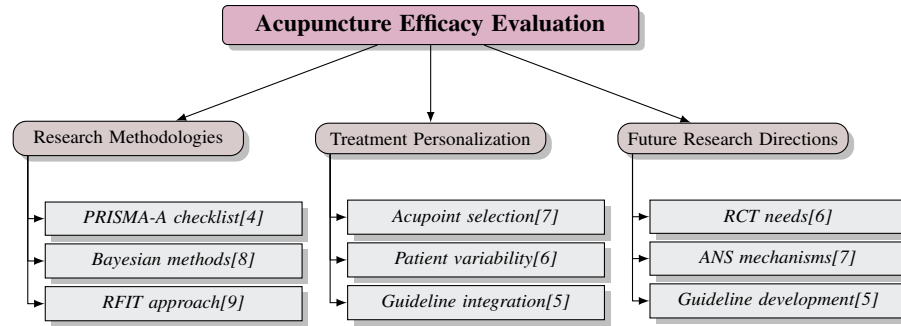 Acupuncture Efficacy Evaluation
Research Methodologies
PRISMA-A checklist[4]
Bayesian methods[8]
RFIT approach[9]
Treatment Personalization
Acupoint selection[7]
Patient variability[6]
Guideline integration[5]
Future Research Directions
RCT needs[6]
ANS mechanisms[7]
Guideline development[5]